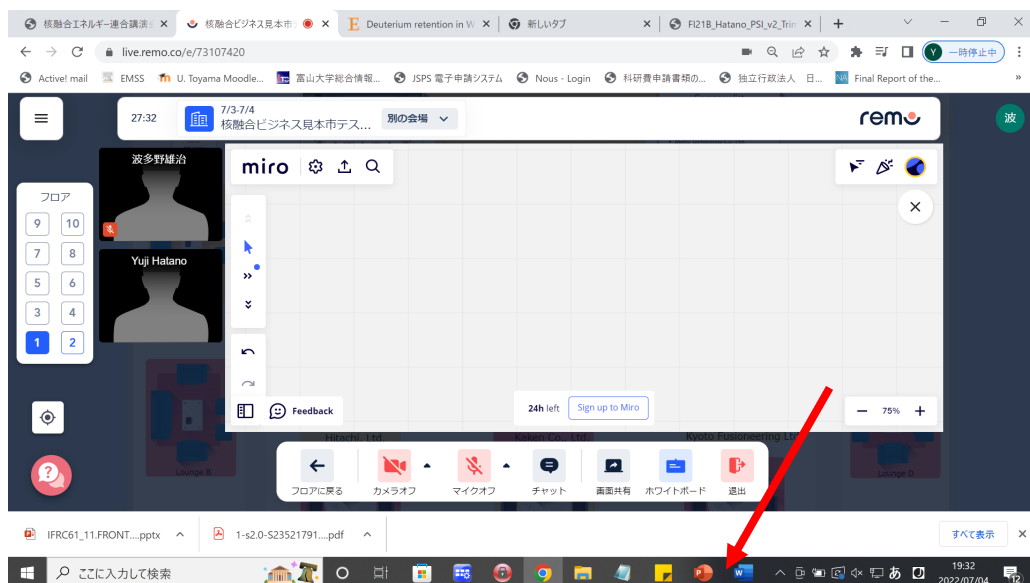 核融合エネルギー連合講演会
核融合ビジネス見本市テ
Deuterium retention in W
新しいタブ
FI21B_Hatano_PSI_v2_Trin
live.remo.co/e/73107420
Y
一時停止中
Active! mail
EMSS
U. Toyama Moodle...
富山大学総合情報...
JSPS 電子申請システム
Nous - Login
科研費申請書類の...
独立行政法人 日...
Final Report of the...
27:32
7/3-7/4
核融合ビジネス見本市テス...
別の会場
remo
波
波多野雄治
miro
フロア
9
10
7
8
5
6
3
4
1
2
Yuji Hatano
Feedback
24h left
Sign up to Miro
75%
Hitachi, Ltd.
Kaken Co., Ltd.
Kyoto Fusioneering Ltd.
Lounge B
Lounge D
フロアに戻る
カメラオフ
マイクオフ
チャット
画面共有
ホワイトボード
退出
IFRC61_11.FRONT....pptx
1-s2.0-S23521791....pdf
すべて表示
ここに入力して検索
あ
19:32
2022/07/04
12